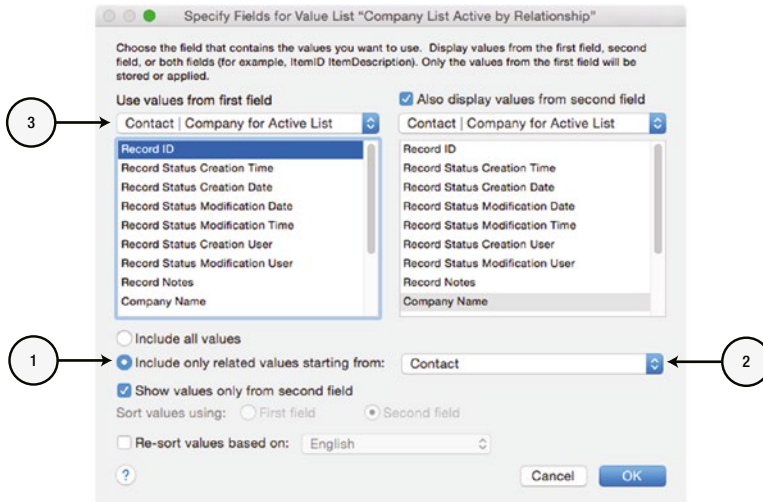 Specify Fields for Value List "Company List Active by Relationship"
Choose the field that contains the values you want to use. Display values from the first field, second
field, or both fields (for example, ItemID ItemDescription). Only the values from the first field will be
stored or applied.
Use values from first field
Also display values from second field
3
Contact | Company for Active List
Contact | Company for Active List
Record ID
Record Status Creation Time
Record Status Creation Date
Record Status Modification Date
Record Status Modification Time
Record Status Creation User
Record Status Modification User
Record Notes
Company Name
Record ID
Record Status Creation Time
Record Status Creation Date
Record Status Modification Date
Record Status Modification Time
Record Status Creation User
Record Status Modification User
Record Notes
Company Name
Include all values
1
Include only related values starting from:
Contact
2
Show values only from second field
Sort values using:
First field
Second field
Re-sort values based on:
English
?
Cancel
OK